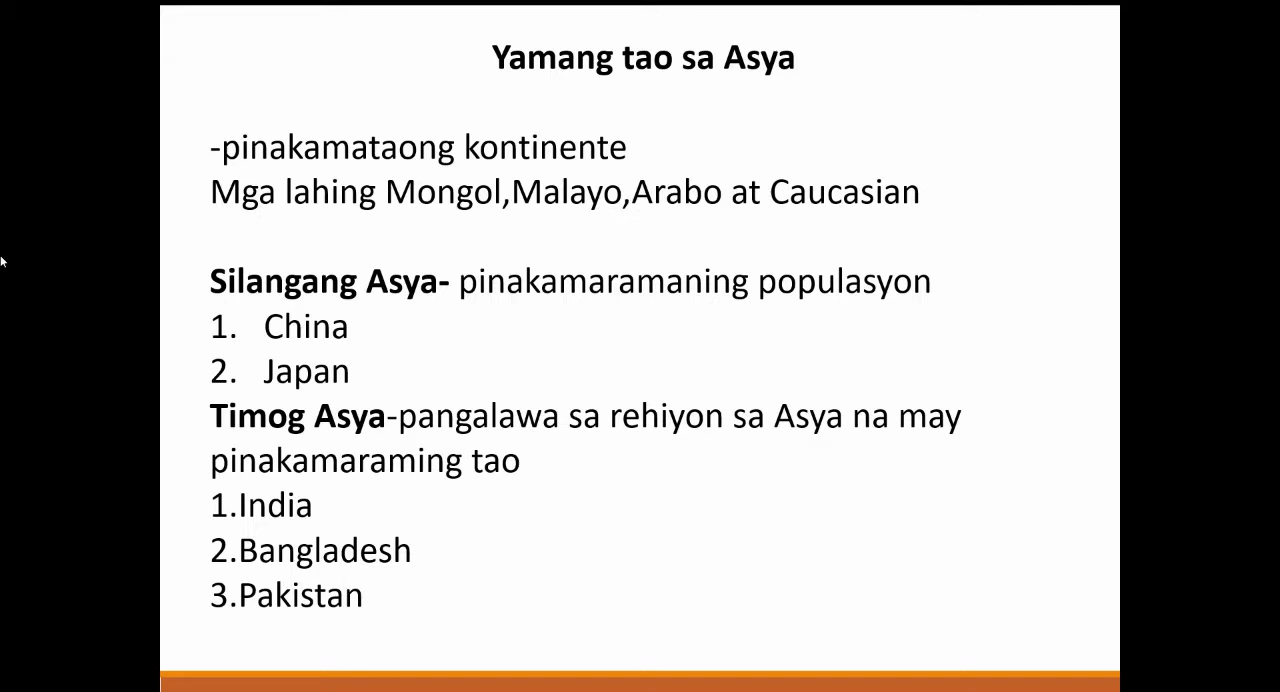 Yamang tao sa Asya
-pinakamataong kontinente
Mga lahing Mongol,Malayo,Arabo at Caucasian
Silangang Asya- pinakamaramaning populasyon
1. China
2. Japan
Timog Asya-pangalawa sa rehiyon sa Asya na may
pinakamaraming tao
1.India
2.Bangladesh
3.Pakistan